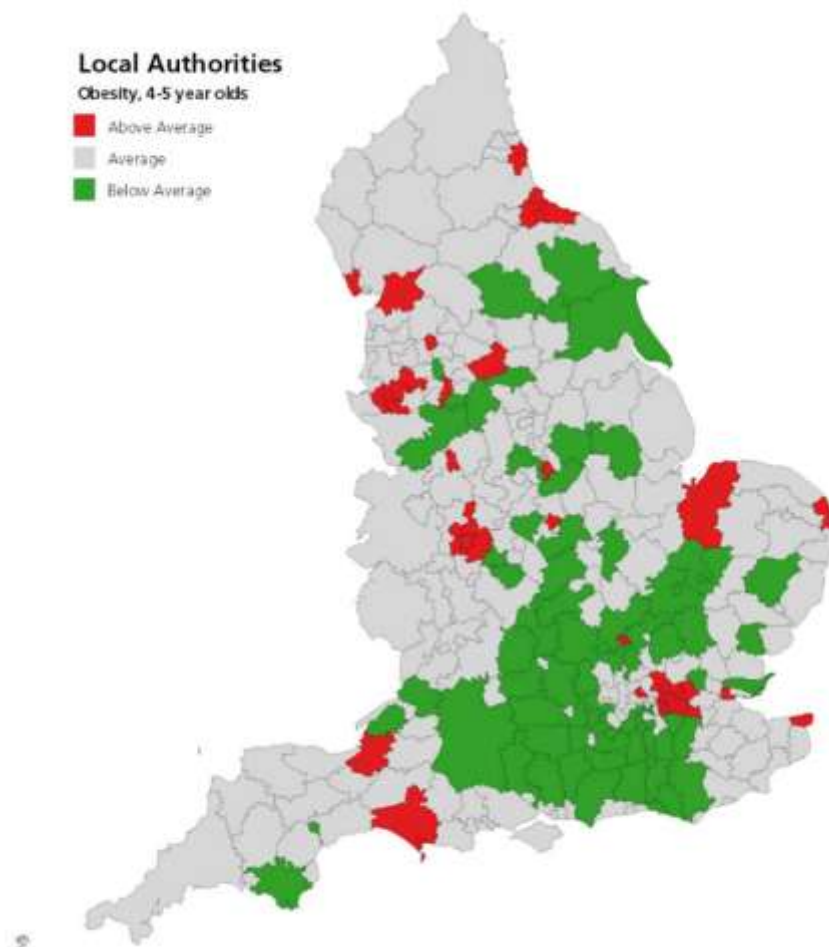 Local Authorities
Obesity, 4-5 year olds
Above Average
Average
Below Average